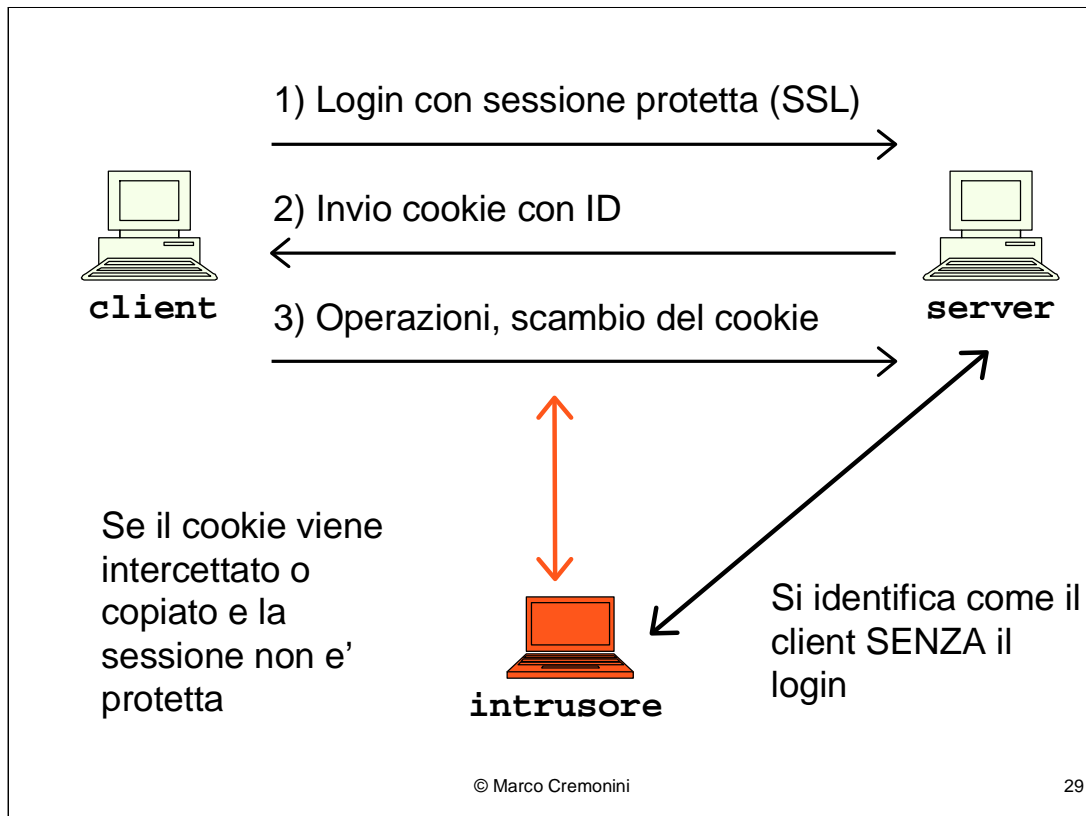 1) Login con sessione protetta (SSL)
2) Invio cookie con ID
client
server
3) Operazioni, scambio del cookie
Se il cookie viene
intercettato o
copiato e la
sessione non e'
protetta
Si identifica come il
client SENZA il
login
intrusore
© Marco Cremonini
29